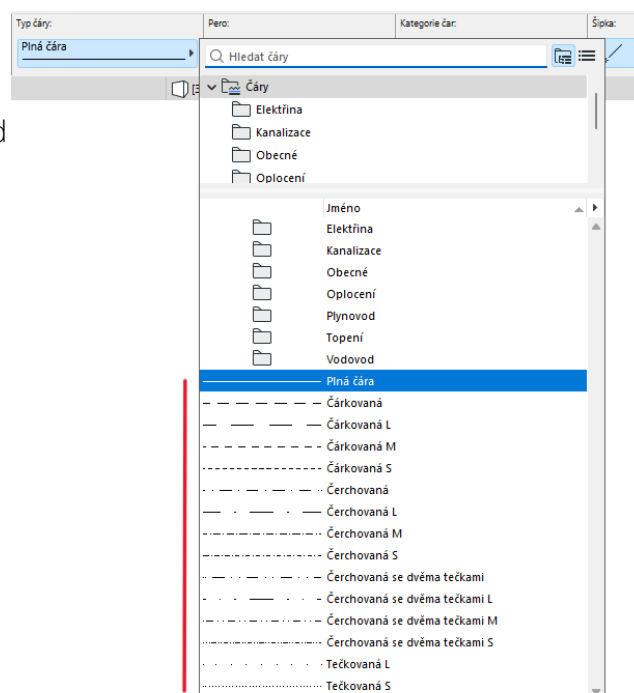 Typ čáry:
Pero:
Kategorie čar:
Šipka:
Plná čára
Hledat čáry
Čáry
Elektřina
Kanalizace
Obecné
Oplocení
Jméno
Elektřina
Kanalizace
Obecné
Oplocení
Plynovod
Topení
Vodovod
Plná čára
Čárkovaná
Čárkovaná L
Čárkovaná M
Čárkovaná S
Čerchovaná
Čerchovaná L
Čerchovaná M
Čerchovaná S
Čerchovaná se dvěma tečkami
Čerchovaná se dvěma tečkami L
Čerchovaná se dvěma tečkami M
Čerchovaná se dvěma tečkami S
Tečkovaná L
Tečkovaná S